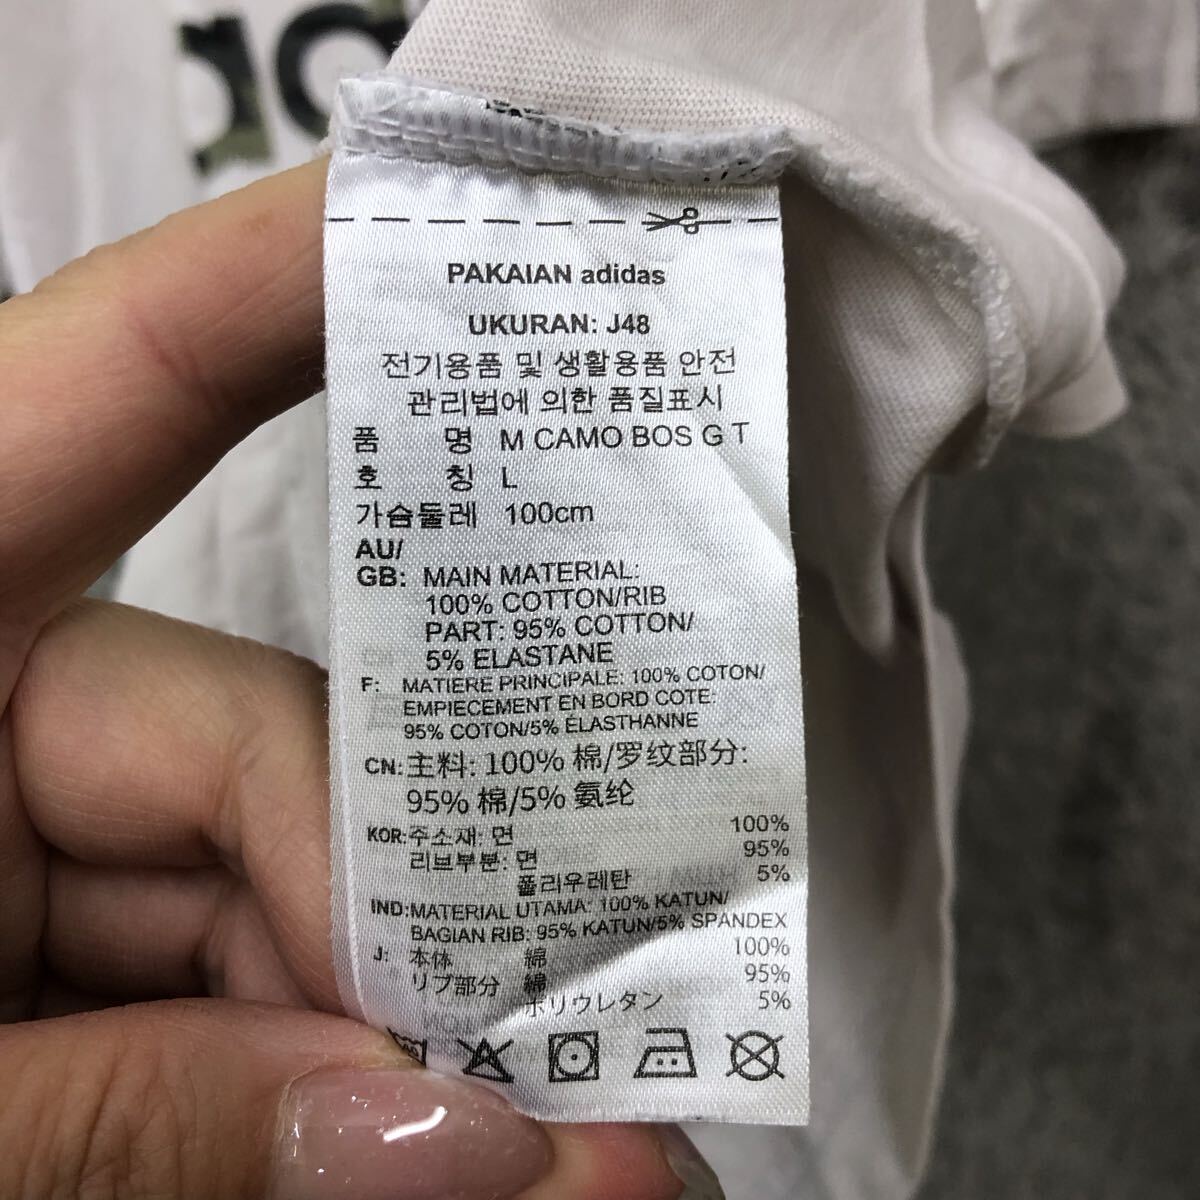 PAKAIAN adidas
UKURAN: J48
전기용품 및 생활용품 안전
관리법에 의한 품질표시
품 명 M CAMO BOS G T
호 칭 L
가슴둘레 100cm
AU/
GB: MAIN MATERIAL:
100% COTTON/RIB
PART: 95% COTTON/
5% ELASTANE
F: MATIERE PRINCIPALE: 100% COTON/
EMPIECEMENT EN BORD COTE:
95% COTON/5% ÉLASTHANNE
CN: 主料: 100% 棉/罗纹部分:
95% 棉/5% 氨纶
KOR: 주소재: 면 100%
리브부분: 면 95%
폴리우레탄 5%
IND: MATERIAL UTAMA: 100% KATUN/
BAGIAN RIB: 95% KATUN/5% SPANDEX
J: 本体 綿 100%
リブ部分 綿 95%
ポリウレタン 5%